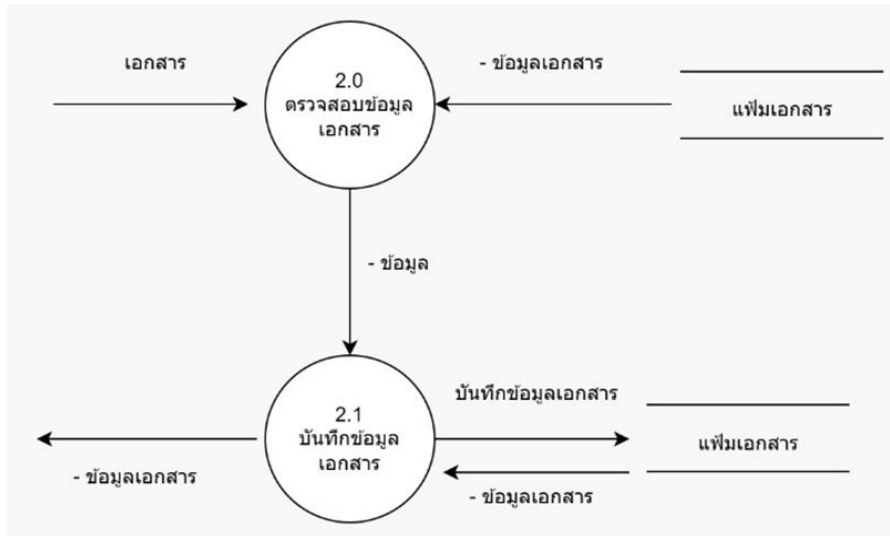 เอกสาร
2.0
ตรวจสอบข้อมูล
เอกสาร
- ข้อมูลเอกสาร
แฟ้มเอกสาร
- ข้อมูล
2.1
บันทึกข้อมูล
เอกสาร
บันทึกข้อมูลเอกสาร
แฟ้มเอกสาร
- ข้อมูลเอกสาร
- ข้อมูลเอกสาร